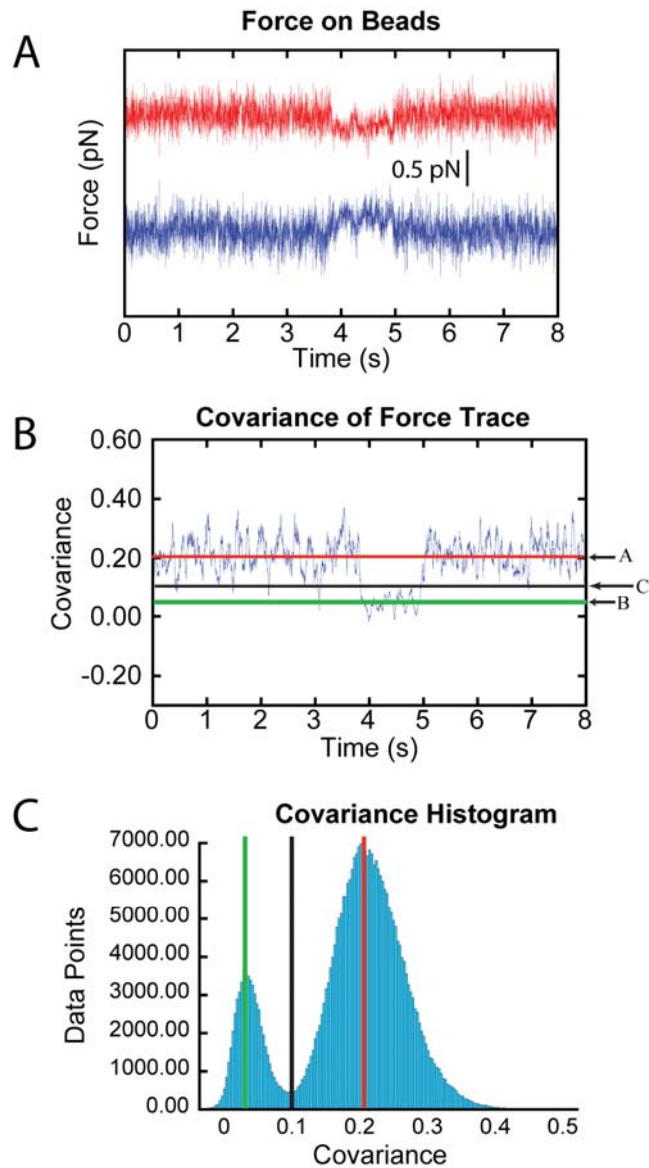 A
Force on Beads
Force (pN)
0.5 pN
0 1 2 3 4 5 6 7 8
Time (s)
B
Covariance of Force Trace
Covariance
0.60
0.40
0.20
0.00
-0.20
A
C
B
0 1 2 3 4 5 6 7 8
Time (s)
C
Covariance Histogram
Data Points
7000.00
6000.00
5000.00
4000.00
3000.00
2000.00
1000.00
0.00
0 0.1 0.2 0.3 0.4 0.5
Covariance